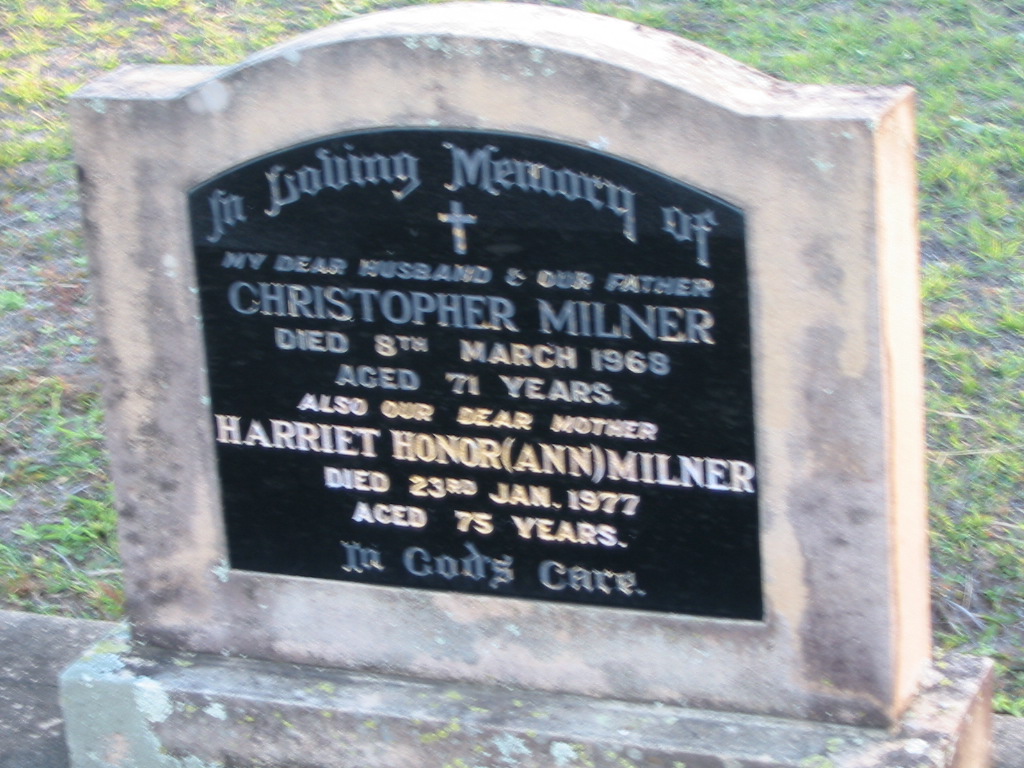 In Loving Memory of
MY DEAR HUSBAND & OUR FATHER
CHRISTOPHER MILNER
DIED 8TH MARCH 1968
AGED 71 YEARS.
ALSO OUR DEAR MOTHER
HARRIET HONOR (ANN) MILNER
DIED 23RD JAN. 1977
AGED 75 YEARS.
In God's Care.